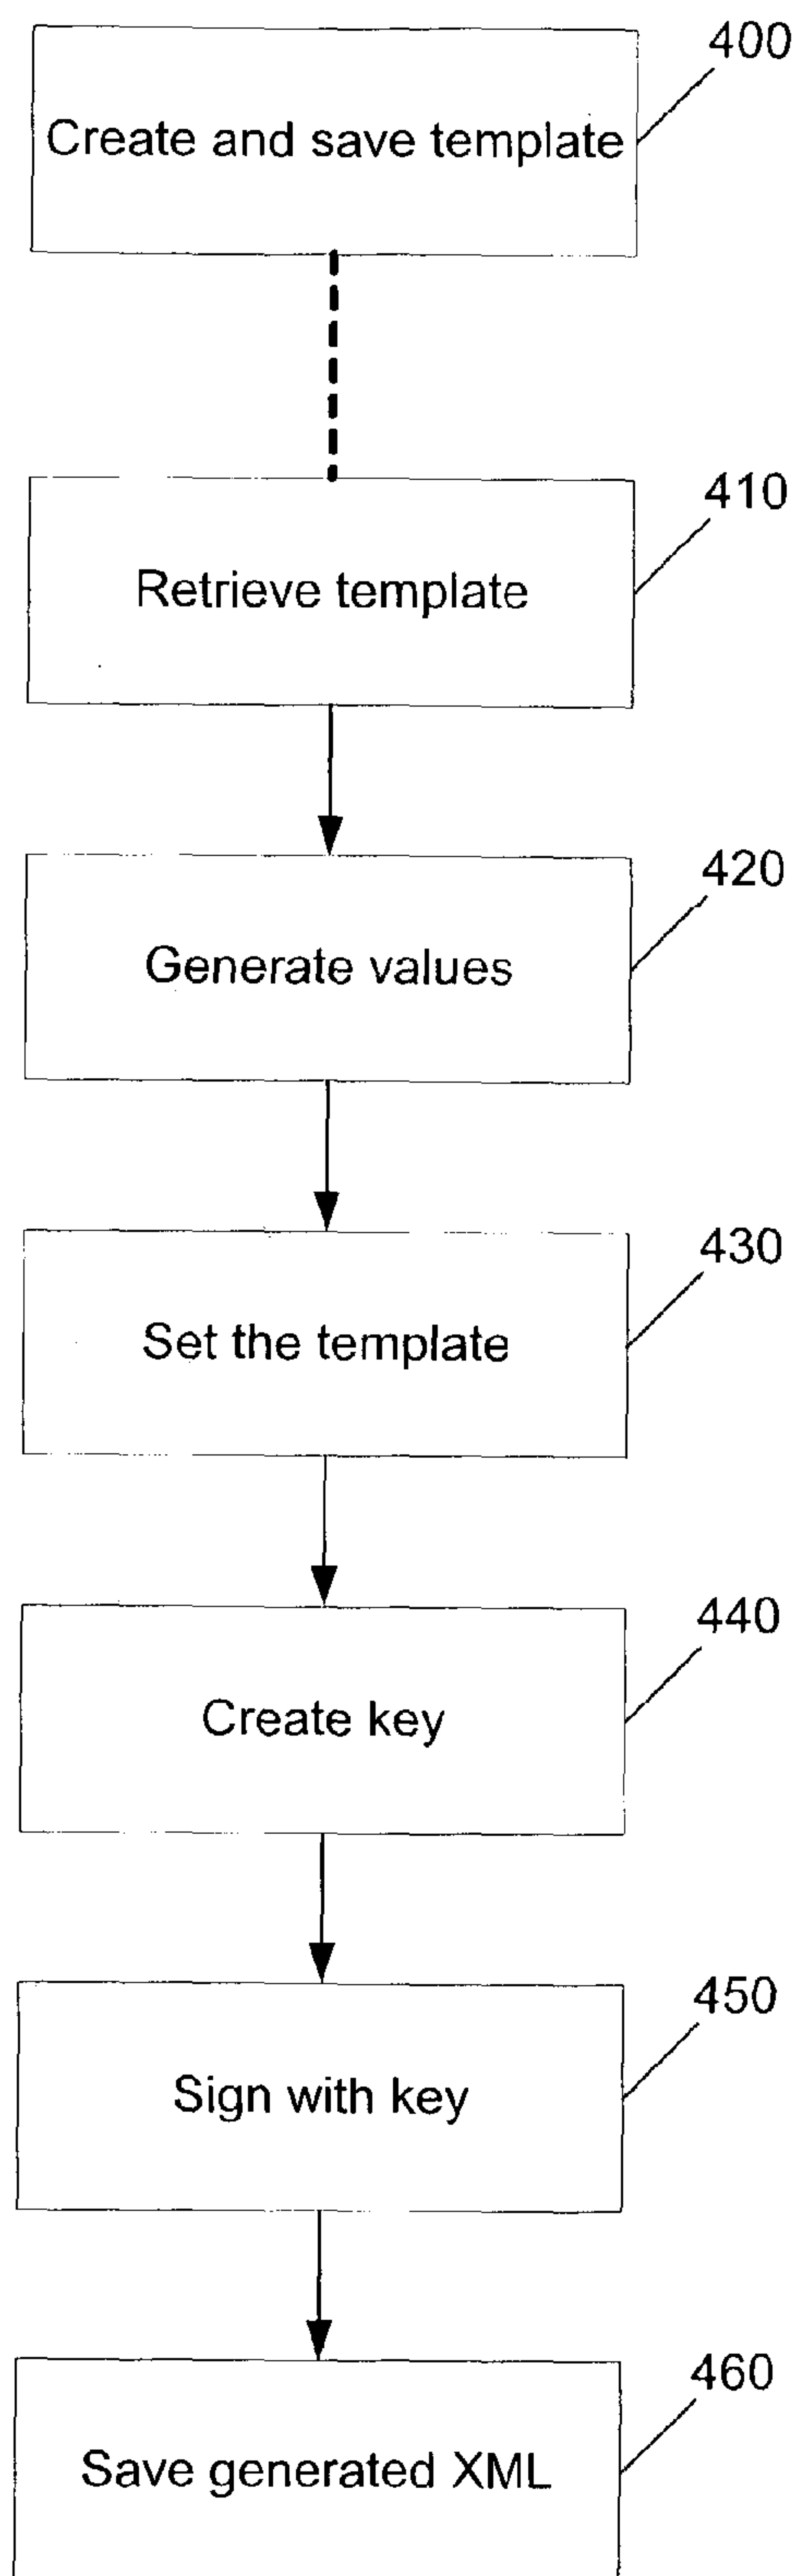 400
Create and save template
410
Retrieve template
420
Generate values
430
Set the template
440
Create key
450
Sign with key
460
Save generated XML